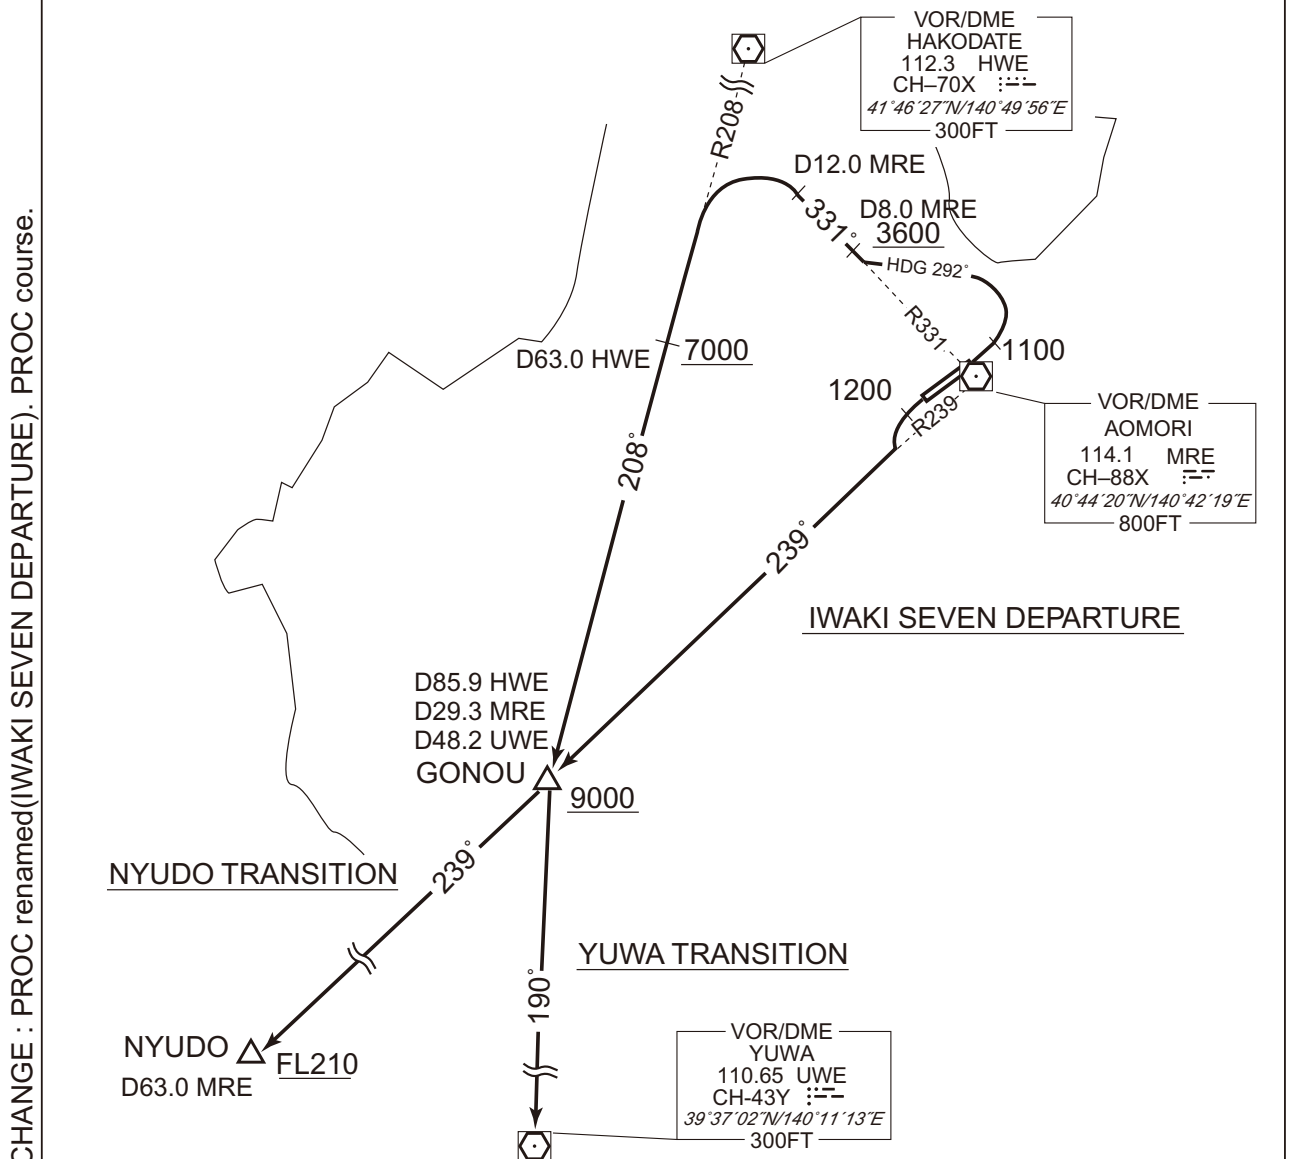 CHANGE : PROC renamed(IWAKI SEVEN DEPARTURE). PROC course.
VOR/DME
HAKODATE
112.3 HWE
CH–70X
41°46´27˝N/140°49´56˝E
300FT
R208
D12.0 MRE
331°
D8.0 MRE
3600
HDG 292°
R331
D63.0 HWE
7000
1100
1200
R239
VOR/DME
AOMORI
114.1 MRE
CH–88X
40°44´20˝N/140°42´19˝E
800FT
208°
239°
IWAKI SEVEN DEPARTURE
D85.9 HWE
D29.3 MRE
D48.2 UWE
GONOU
9000
NYUDO TRANSITION
239°
YUWA TRANSITION
190°
NYUDO
FL210
D63.0 MRE
VOR/DME
YUWA
110.65 UWE
CH-43Y
39°37´02˝N/140°11´13˝E
300FT